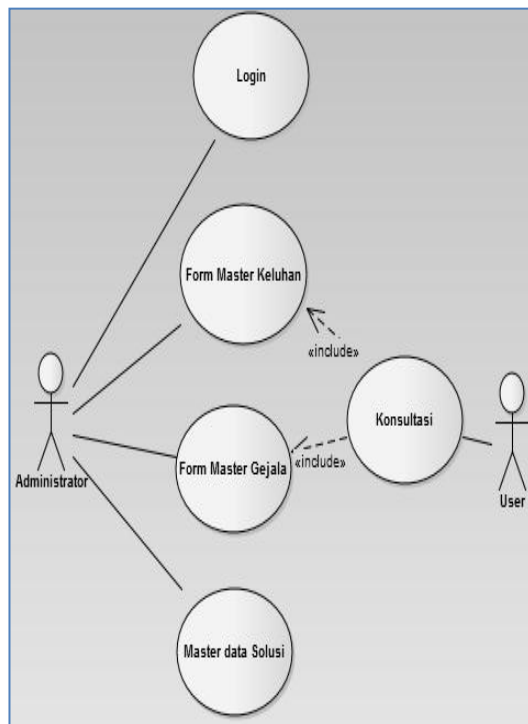 Login
Form Master Keluhan
«include»
Konsultasi
Form Master Gejala
«include»
Administrator
User
Master data Solusi